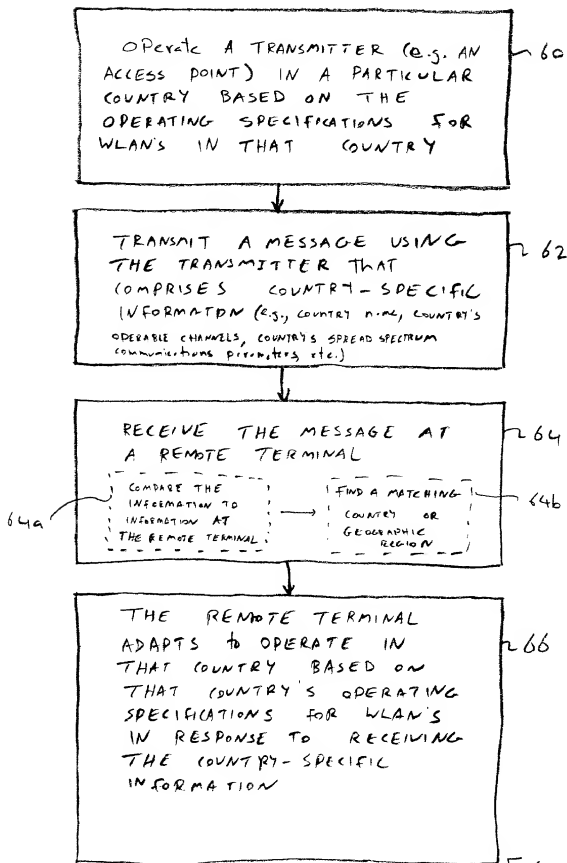 OPerate A TRANSMITTER (e.g. AN
ACCESS POINT) IN A PARTICULAR
COUNTRY BASED ON THE
OPERATING SPECIFICATIONS FOR
WLAN'S IN THAT COUNTRY
60
TRANSMIT A MESSAGE USING
THE TRANSMITTER THAT
COMPRISES COUNTRY-SPECIFIC
INFORMATION (e.g., COUNTRY NAME, COUNTRY'S
OPERABLE CHANNELS, COUNTRY'S SPREAD SPECTRUM
communications parameters, etc.)
62
RECEIVE THE MESSAGE AT
A REMOTE TERMINAL
64
COMPARE THE
INFORMATION TO
INFORMATION AT
THE REMOTE TERMINAL
64a
FIND A MATCHING
COUNTRY OR
GEOGRAPHIC
REGION
64b
THE REMOTE TERMINAL
ADAPTS to OPERATE IN
THAT COUNTRY BASED ON
THAT COUNTRY'S OPERATING
SPECIFICATIONS FOR WLAN'S
IN RESPONSE TO RECEIVING
THE COUNTRY-SPECIFIC
INFORMATION
66